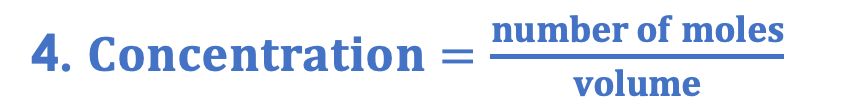 4. Concentration = number of moles
volume